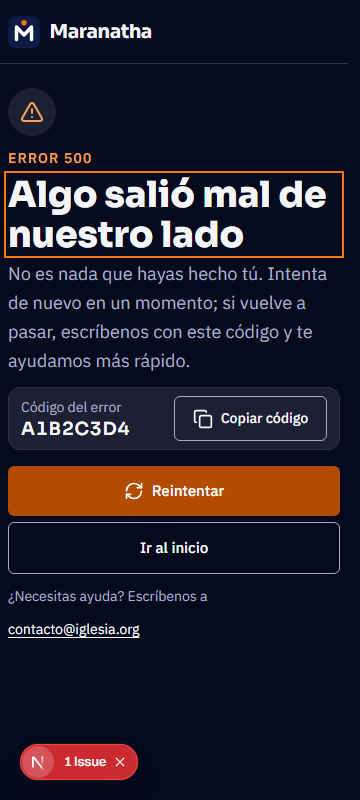 Maranatha
ERROR 500
Algo salió mal de
nuestro lado
No es nada que hayas hecho tú. Intenta
de nuevo en un momento; si vuelve a
pasar, escríbenos con este código y te
ayudamos más rápido.
Código del error
A1B2C3D4
Copiar código
Reintentar
Ir al inicio
¿Necesitas ayuda? Escríbenos a
contacto@iglesia.org
N
1 Issue